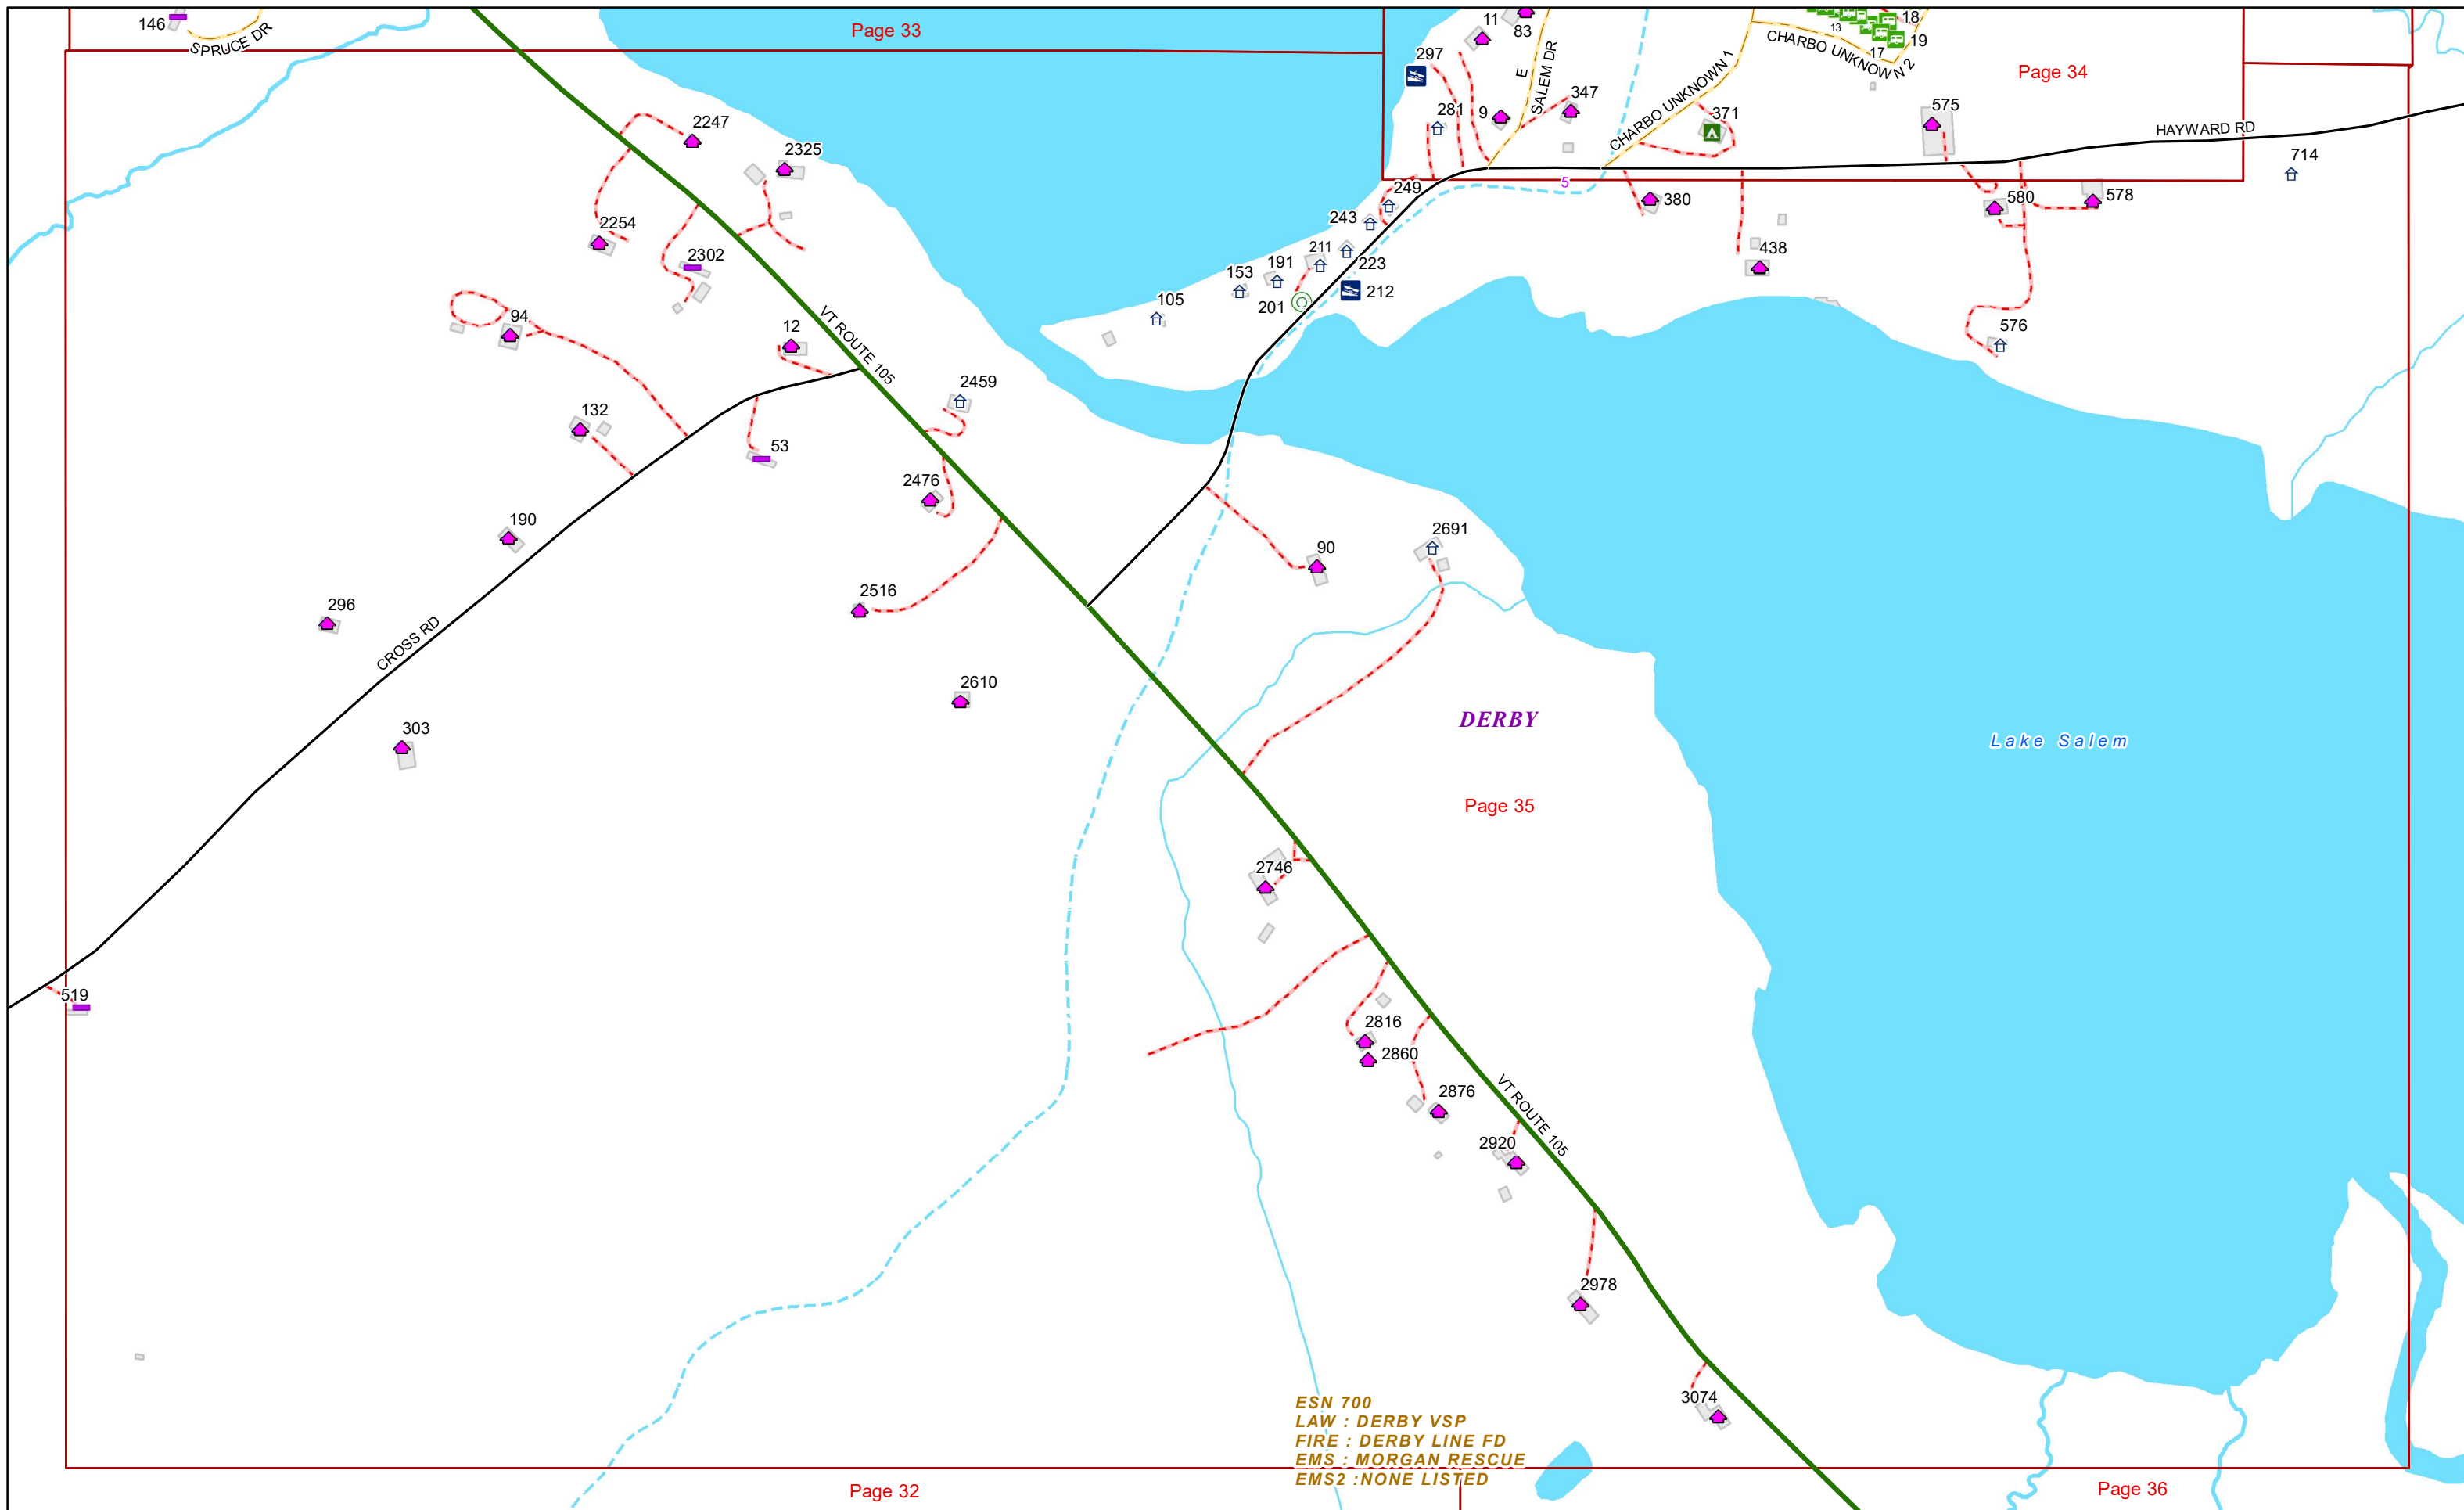 146
SPRUCE DR
Page 33
11
83
297
E
SALEM DR
281
9
347
CHARBO UNKNOWN 1
371
CHARBO UNKNOWN 2
13
17
18
19
Page 34
575
HAYWARD RD
714
2247
2325
2254
2302
249
5
243
380
580
578
211
223
438
191
153
201
212
105
576
94
12
VT ROUTE 105
132
2459
53
2476
190
90
2691
2516
296
CROSS RD
2610
303
DERBY
Lake Salem
Page 35
2746
519
2816
2860
2876
VT ROUTE 105
2920
2978
3074
ESN 700
LAW : DERBY VSP
FIRE : DERBY LINE FD
EMS : MORGAN RESCUE
EMS2 :NONE LISTED
Page 32
Page 36